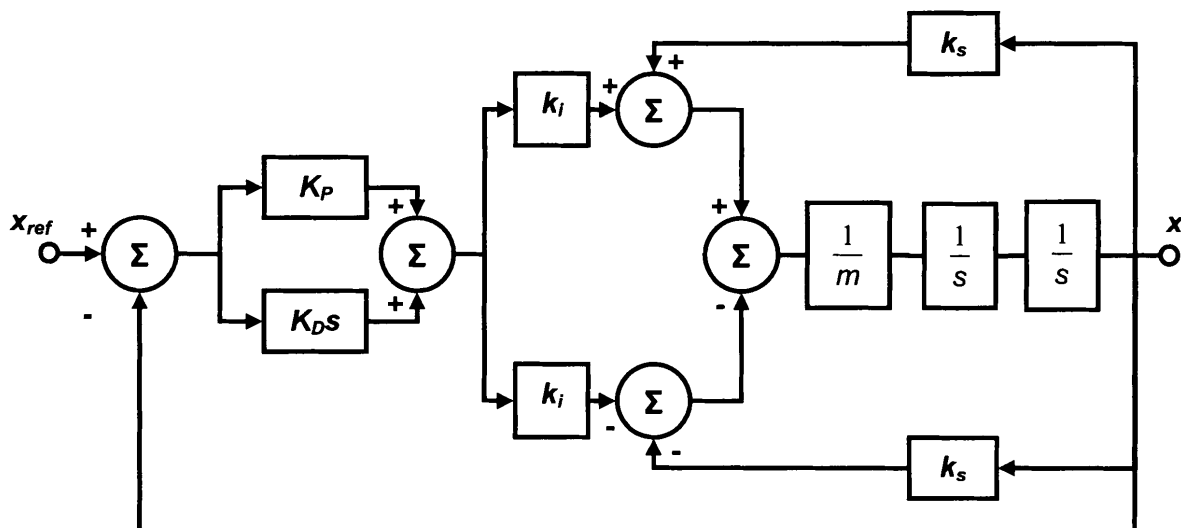 k_s
+
+
k_i
Σ
K_P
x_ref
+
Σ
-
+
Σ
+
K_D s
+
Σ
-
1
m
1
s
1
s
x
k_i
Σ
-
-
k_s